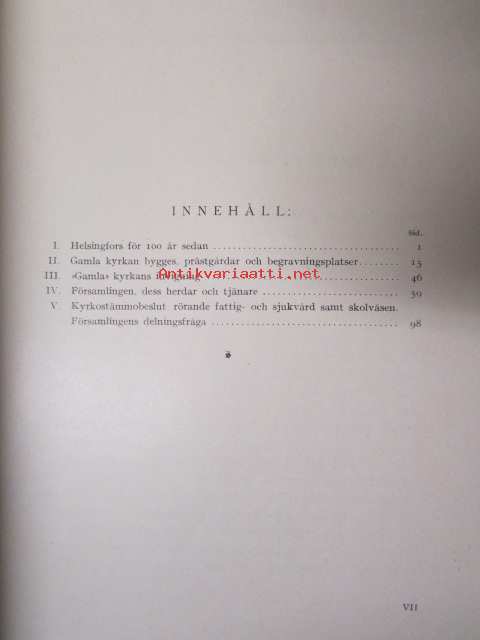 INNEHÅLL:
Sid.
I. Helsingfors för 100 år sedan 1
II. Gamla kyrkan bygges, prästgårdar och begravningsplatser 13
III. »Gamla» kyrkans invigning 46
Antikvariaatti.net
IV. Församlingen, dess herdar och tjänare 59
V. Kyrkostämmobeslut rörande fattig- och sjukvård samt skolväsen.
Församlingens delningsfråga 98
VII